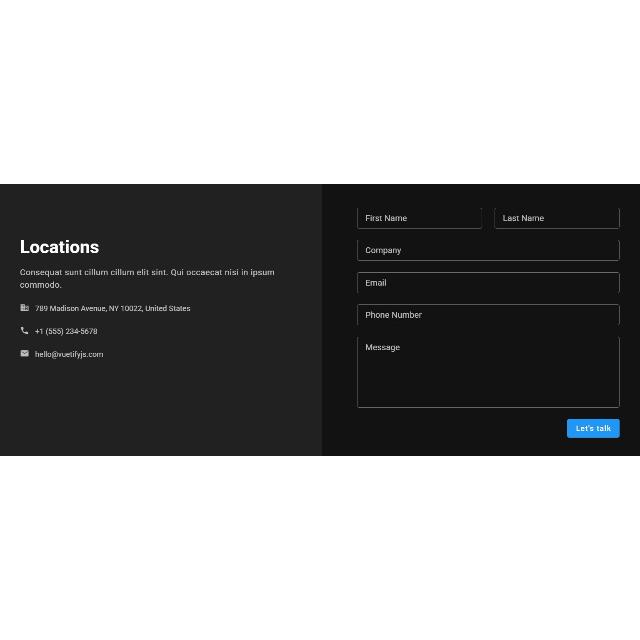 Locations
Consequat sunt cillum cillum elit sint. Qui occaecat nisi in ipsum
commodo.
789 Madison Avenue, NY 10022, United States
+1 (555) 234-5678
hello@vuetifyjs.com
First Name
Last Name
Company
Email
Phone Number
Message
Let's talk